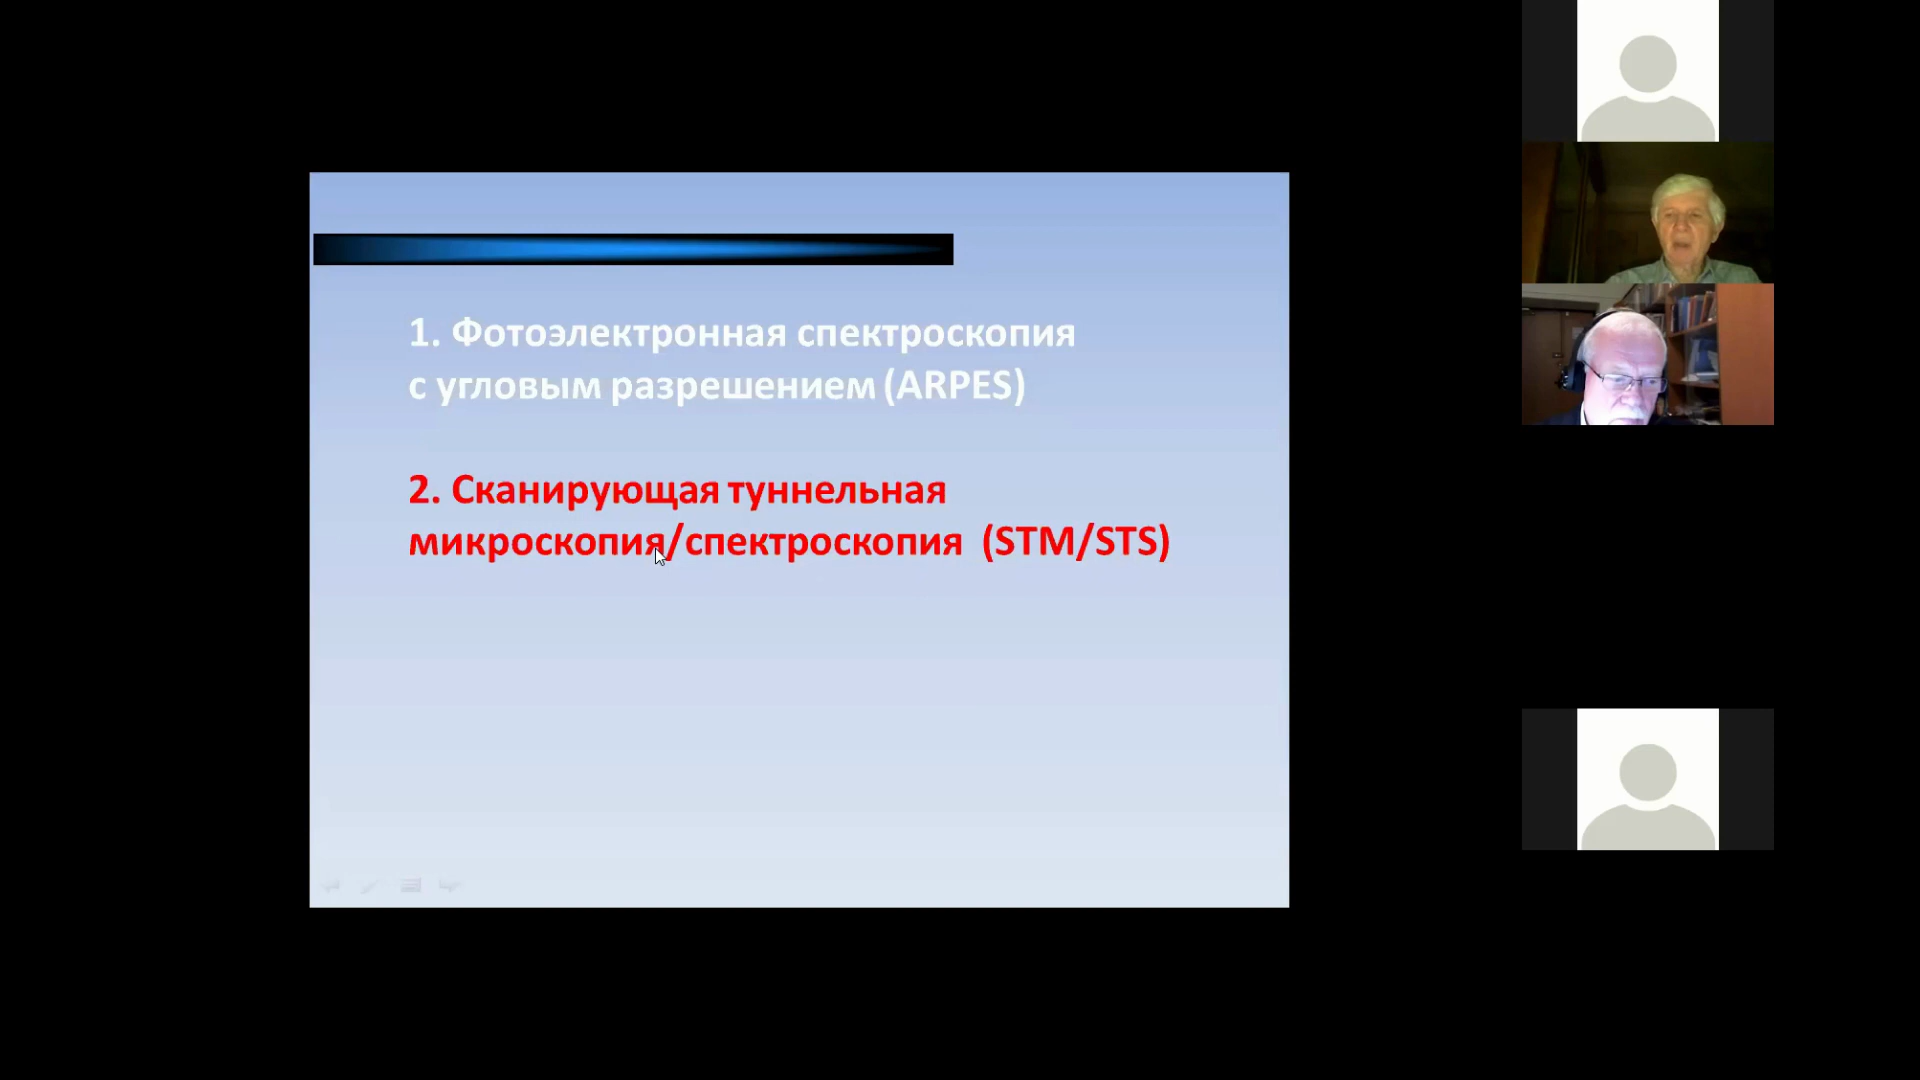 1. Фотоэлектронная спектроскопия
с угловым разрешением (ARPES)
2. Сканирующая туннельная
микроскопия/спектроскопия (STM/STS)